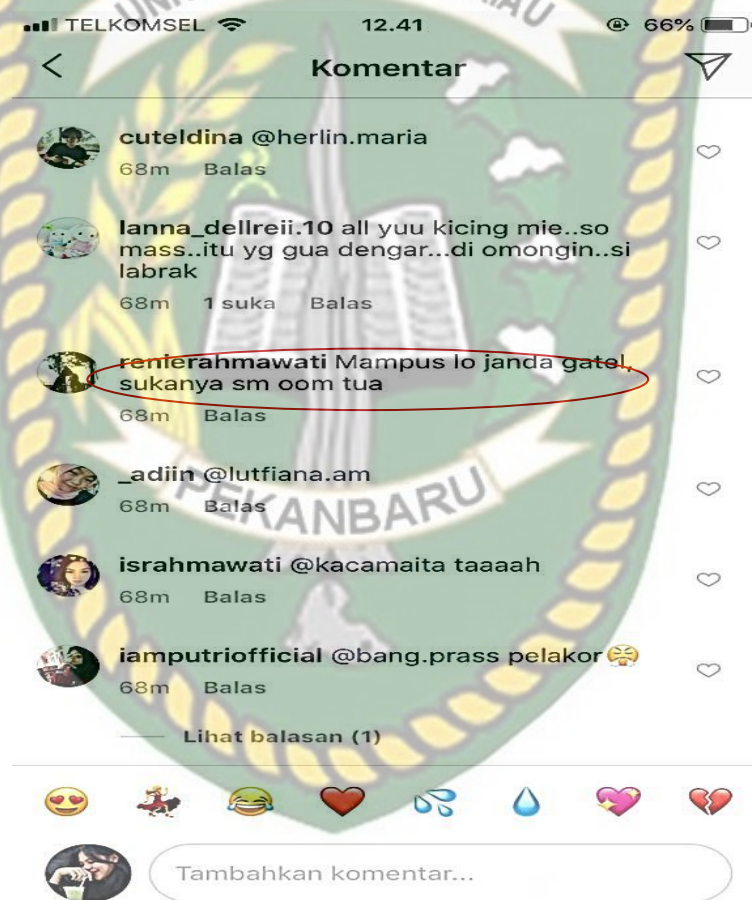 TELKOMSEL 12.41 66%
Komentar
cuteldina @herlin.maria
68m Balas
lanna_dellreii.10 all yuu kicing mie..so
mass..itu yg gua dengar...di omongin..si
labrak
68m 1 suka Balas
renierahmawati Mampus lo janda gatel,
sukanya sm oom tua
68m Balas
_adiin @lutfiana.am
68m Balas
PEKANBARU
israhmawati @kacamaita taaaah
68m Balas
iamputriofficial @bang.prass pelakor
68m Balas
Lihat balasan (1)
Tambahkan komentar...